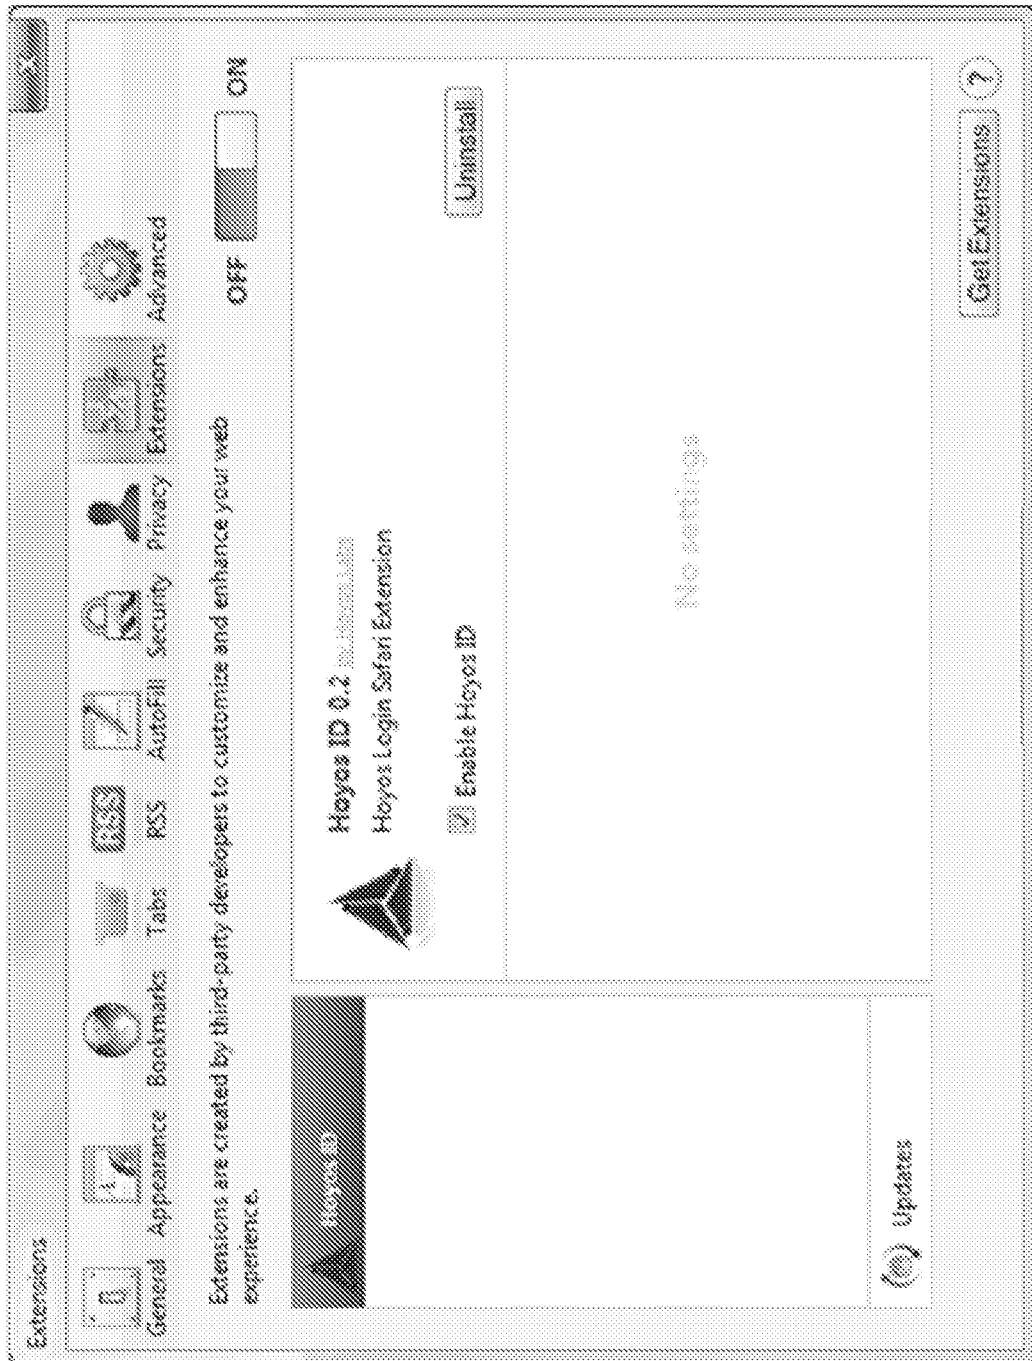 Extensions
General Appearance Bookmarks Tabs RSS AutoFill Security Privacy Extensions Advanced
RSS
Extensions are created by third-party developers to customize and enhance your web
experience.
OFF ON
Hoyos ID
Hoyos ID 0.2
Hoyos Login Safari Extension
Enable Hoyos ID
Uninstall
No settings
Updates
Get Extensions ?